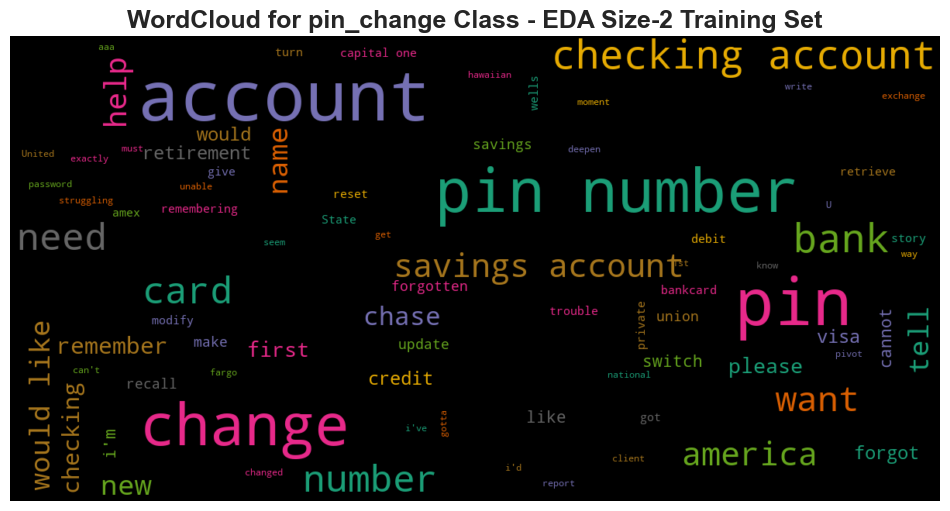 WordCloud for pin_change Class - EDA Size-2 Training Set
aaa
turn
capital one
checking account
help
account
hawaiian
wells
write
moment
exchange
would
name
United
must
exactly
retirement
savings
deepen
give
password
unable
reset
retrieve
struggling
amex
remembering
State
pin number
U
need
seem
get
debit
bank
story
way
savings account
ist
know
card
forgotten
bankcard
pin
modify
chase
trouble
private
union
visa
cannot
tell
would like
remember
make
first
update
switch
pivot
please
can't
fargo
recall
credit
national
checking
want
change
i've
gotta
like
got
i'm
america
forgot
new
changed
number
i'd
client
report